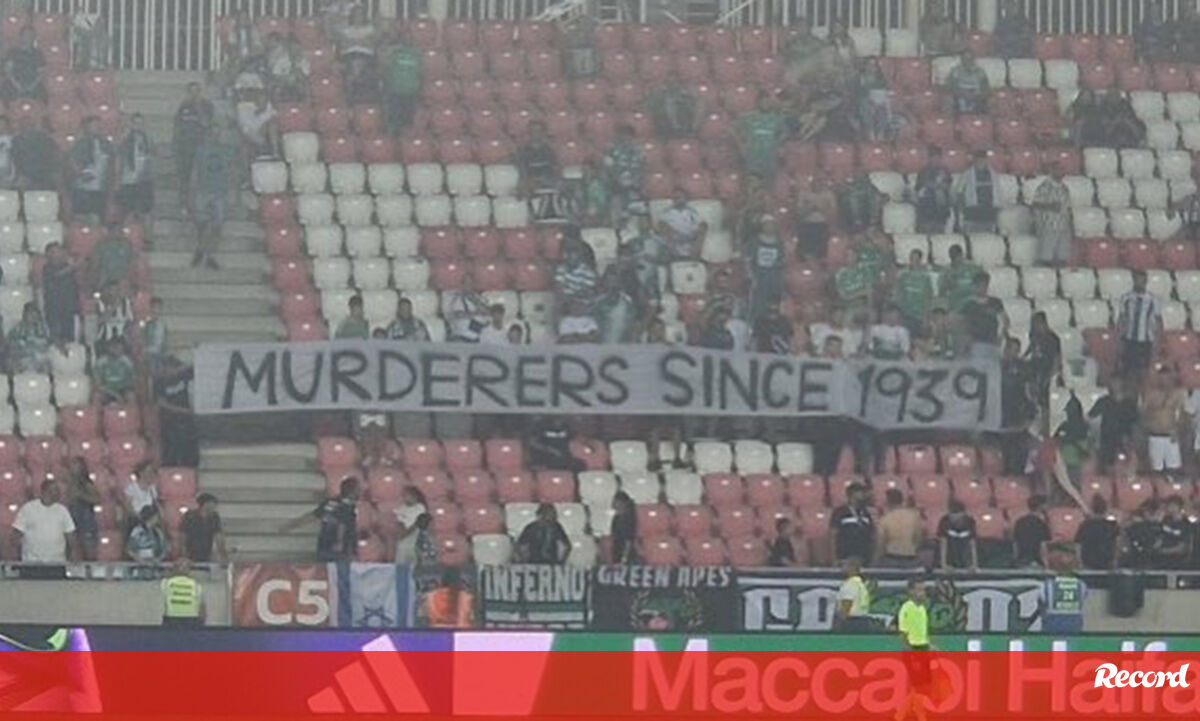 MURDERERS SINCE 1939
C5
INFERNO
GREEN APES
Maccabi Haifa
Record